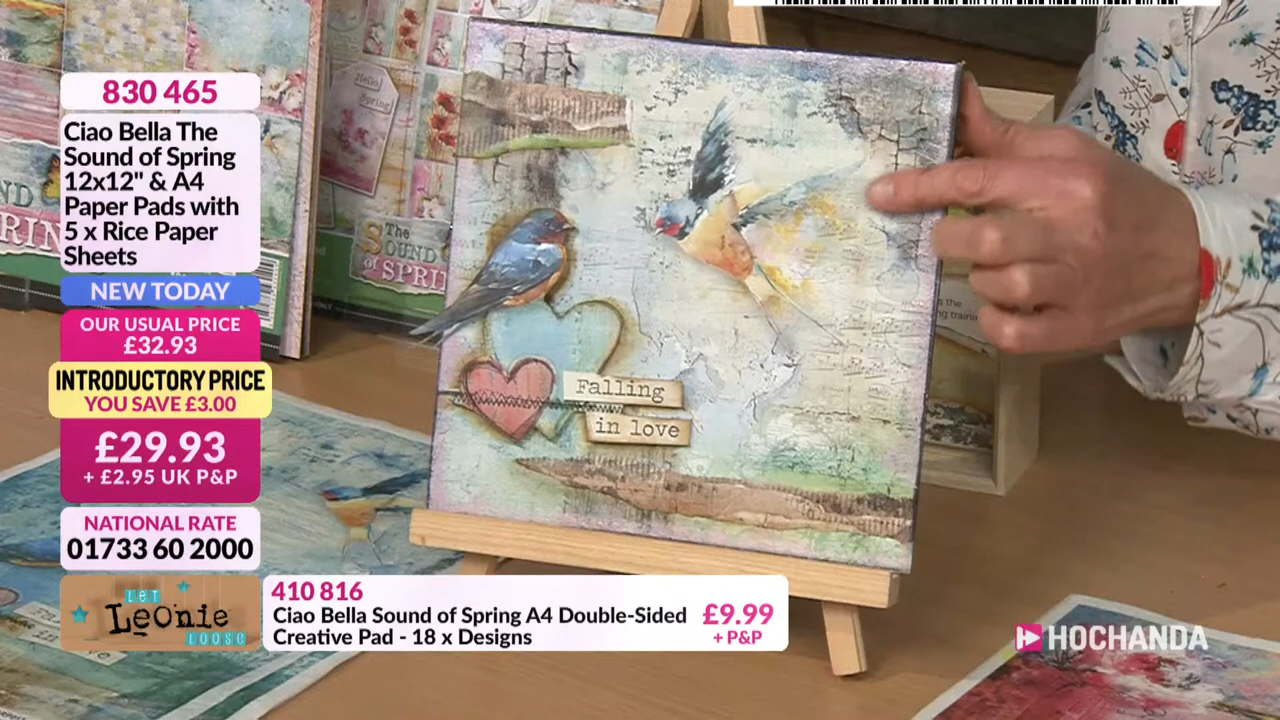 830 465
Ciao Bella The
Sound of Spring
12x12" & A4
Paper Pads with
5 x Rice Paper
Sheets
NEW TODAY
OUR USUAL PRICE
£32.93
INTRODUCTORY PRICE
YOU SAVE £3.00
£29.93
+ £2.95 UK P&P
NATIONAL RATE
01733 60 2000
LET
Leonie
LOOSE
410 816
Ciao Bella Sound of Spring A4 Double-Sided
Creative Pad - 18 x Designs
£9.99
+ P&P
HOCHANDA
Hello!
Spring
The
SOUND
of SPRI
Falling
in love